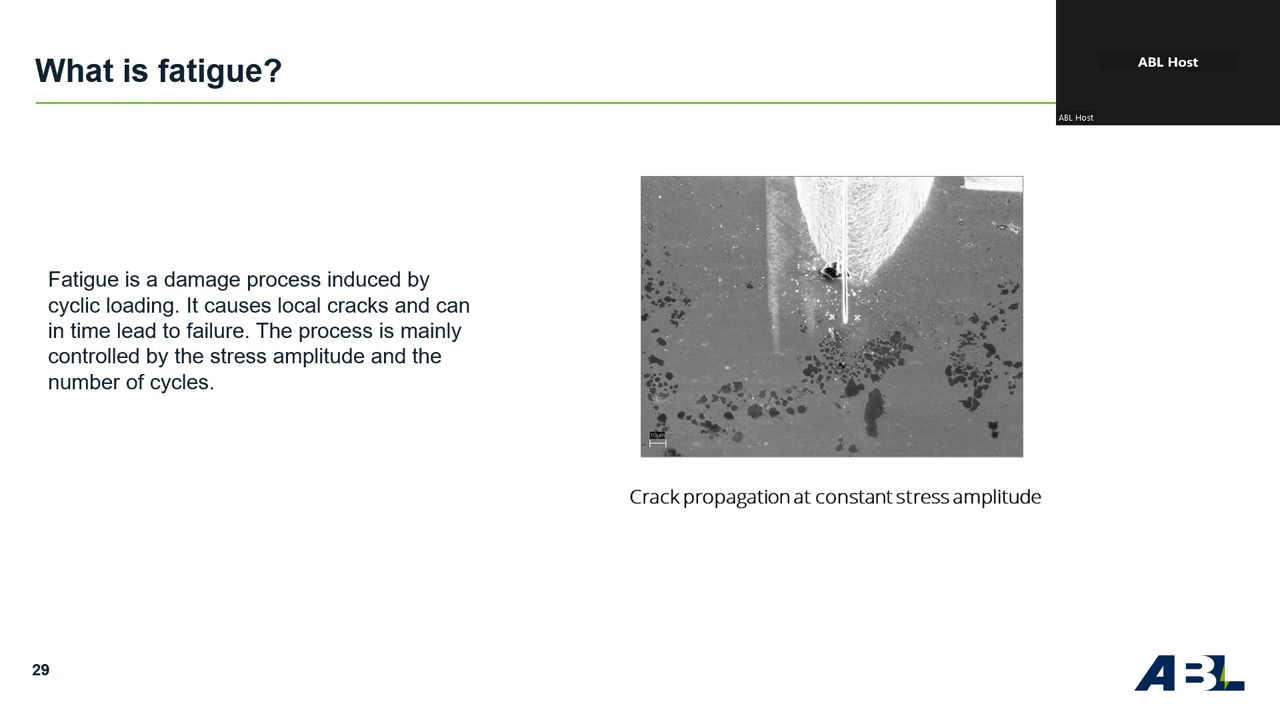 What is fatigue?
ABL Host
ABL Host
Fatigue is a damage process induced by
cyclic loading. It causes local cracks and can
in time lead to failure. The process is mainly
controlled by the stress amplitude and the
number of cycles.
10µm
Crack propagation at constant stress amplitude
29
ABL